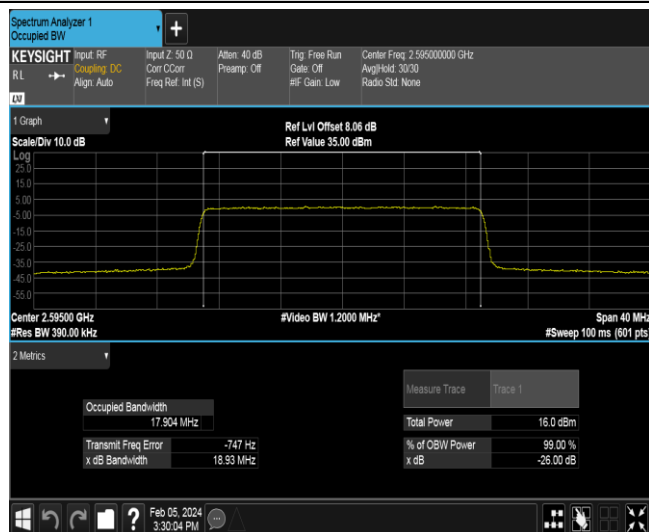 Spectrum Analyzer 1
Occupied BW
KEYSIGHT
RL
LXI
Input: RF
Coupling: DC
Align: Auto
Input Z: 50 Ω
Corr CCorr
Freq Ref: Int (S)
Atten: 40 dB
Preamp: Off
Trig: Free Run
Gate: Off
#IF Gain: Low
Center Freq: 2.595000000 GHz
Avg|Hold: 30/30
Radio Std: None
1 Graph
Scale/Div 10.0 dB
Ref Lvl Offset 8.06 dB
Ref Value 35.00 dBm
Log
25.0
15.0
5.00
-5.00
-15.0
-25.0
-35.0
-45.0
-55.0
Center 2.59500 GHz
#Res BW 390.00 kHz
#Video BW 1.2000 MHz*
Span 40 MHz
#Sweep 100 ms (601 pts)
2 Metrics
Measure Trace Trace 1
Occupied Bandwidth
17.904 MHz
Total Power 16.0 dBm
Transmit Freq Error -747 Hz
% of OBW Power 99.00 %
x dB Bandwidth 18.93 MHz
x dB -26.00 dB
?
Feb 05, 2024
3:30:04 PM